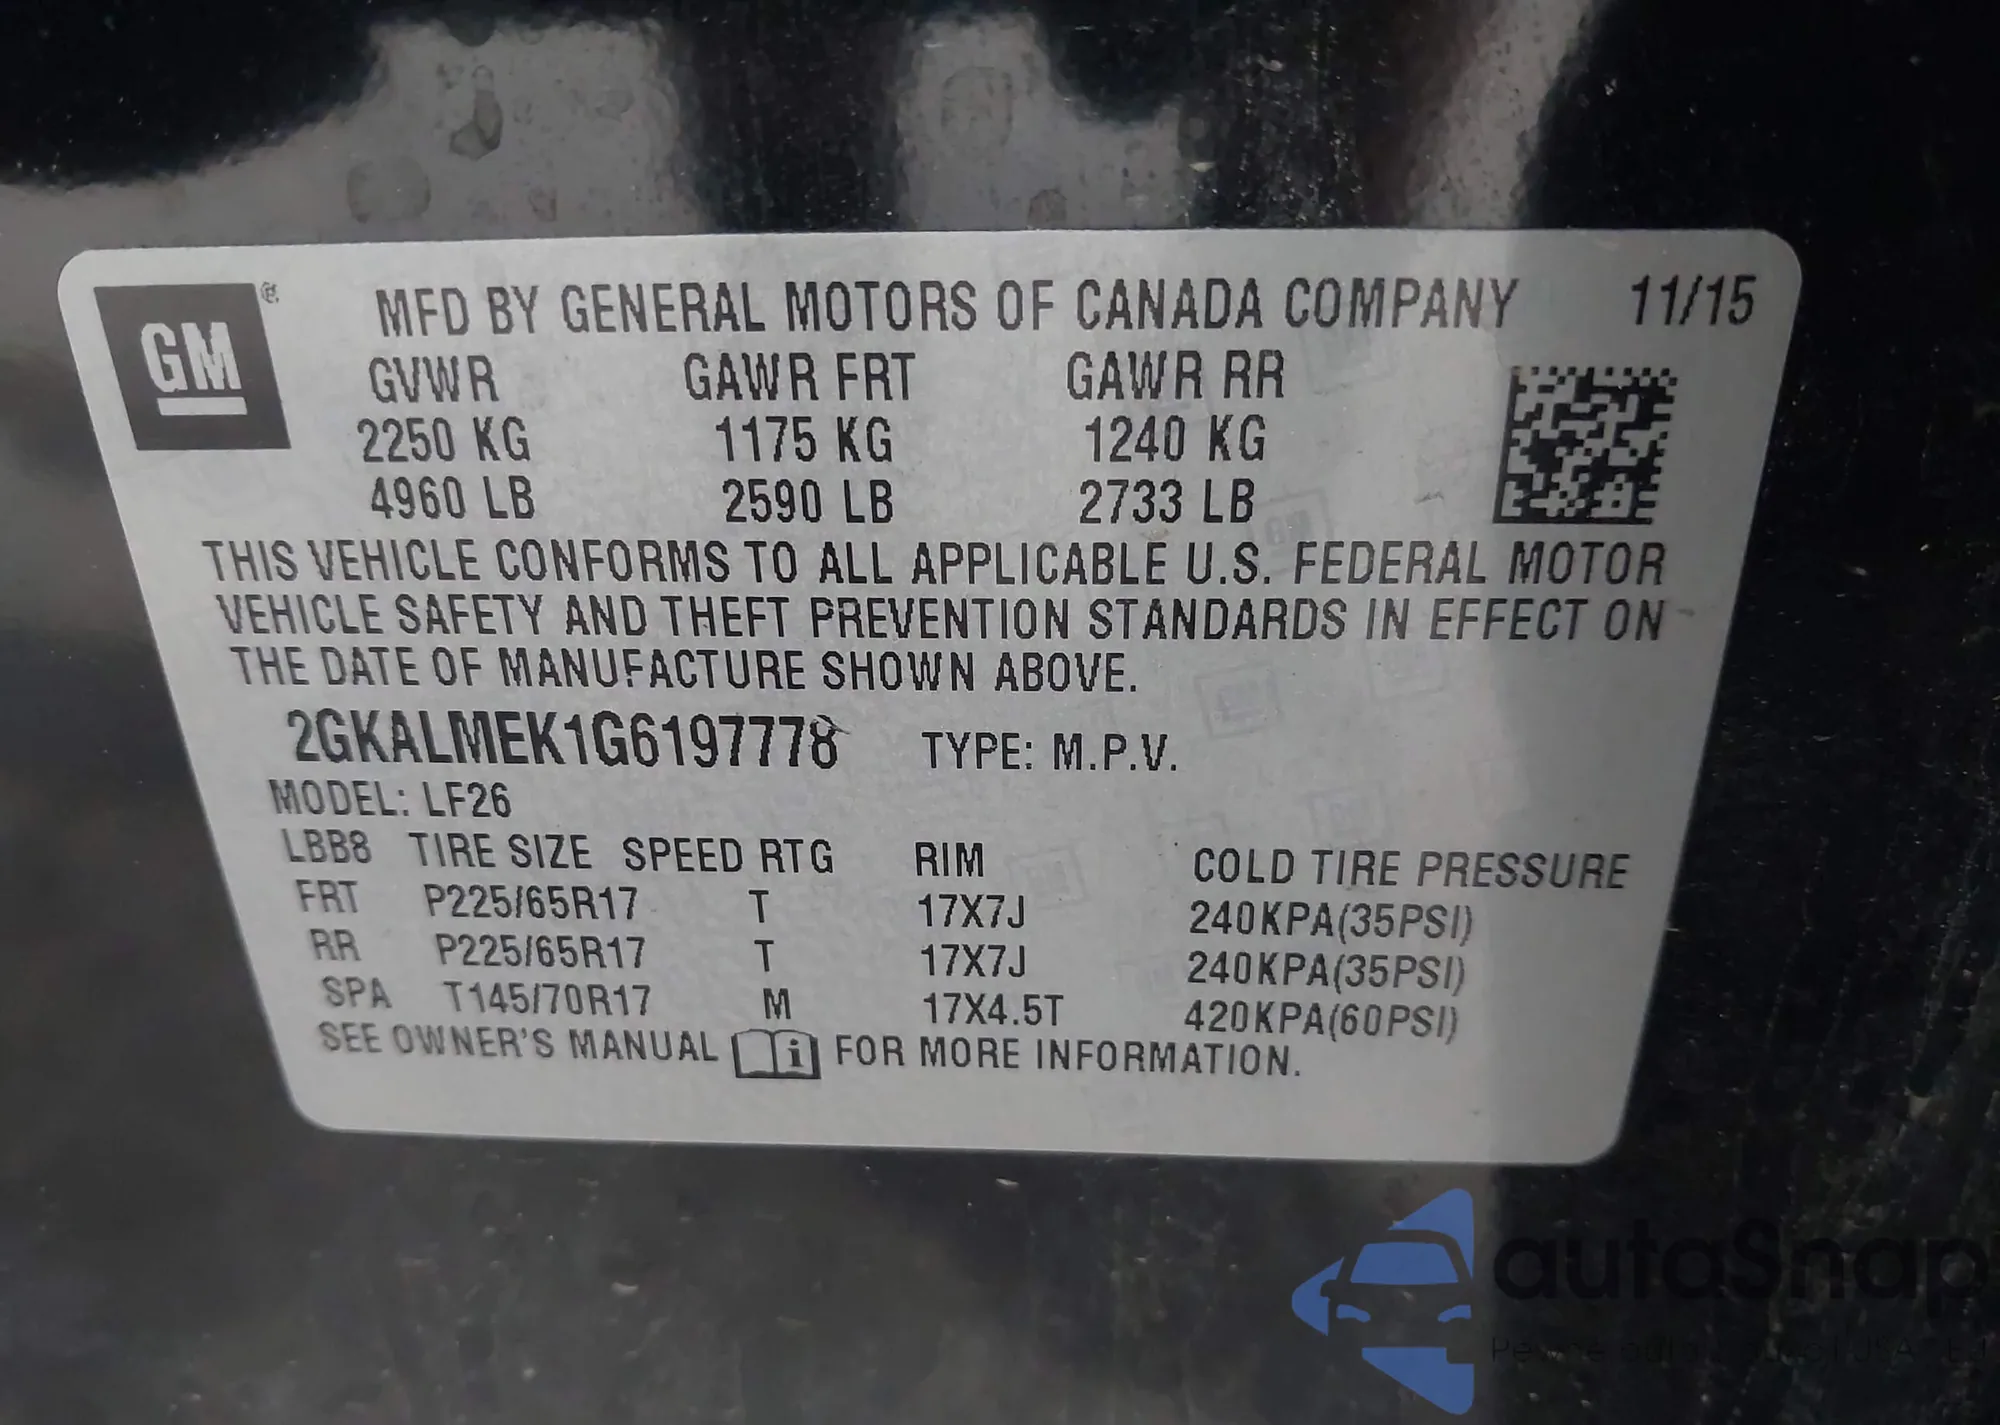 GM ® MFD BY GENERAL MOTORS OF CANADA COMPANY 11/15
GVWR GAWR FRT GAWR RR
2250 KG 1175 KG 1240 KG
4960 LB 2590 LB 2733 LB
THIS VEHICLE CONFORMS TO ALL APPLICABLE U.S. FEDERAL MOTOR
VEHICLE SAFETY AND THEFT PREVENTION STANDARDS IN EFFECT ON
THE DATE OF MANUFACTURE SHOWN ABOVE.
2GKALMEK1G6197778 TYPE: M.P.V.
MODEL: LF26
LBB8 TIRE SIZE SPEED RTG RIM COLD TIRE PRESSURE
FRT P225/65R17 T 17X7J 240KPA(35PSI)
RR P225/65R17 T 17X7J 240KPA(35PSI)
SPA T145/70R17 M 17X4.5T 420KPA(60PSI)
SEE OWNER'S MANUAL i FOR MORE INFORMATION.
autoSnap